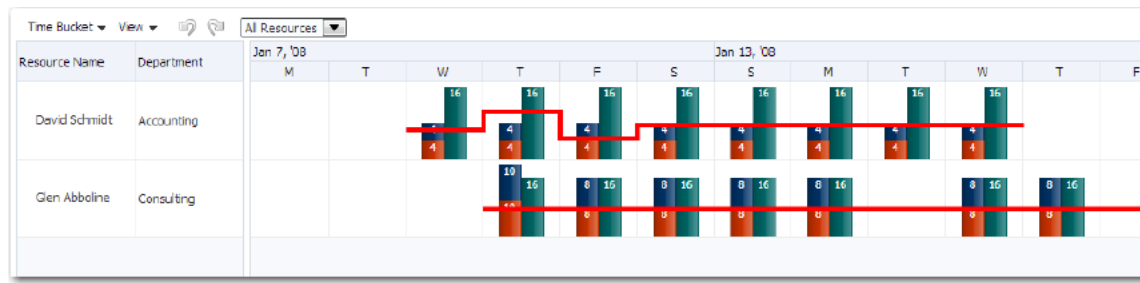 Time Bucket View All Resources
Resource Name Department Jan 7, '08 Jan 13, '08
M T W T F S S M T W T F
16 16 16 16 16 16 16 16
David Schmidt Accounting
4 4 4 4 4 4 4 4
4 4 4 4 4 4 4 4
10
16 8 16 8 16 8 16 8 16 8 16 8 16
Glen Abboline Consulting
10 8 8 8 8 8 8